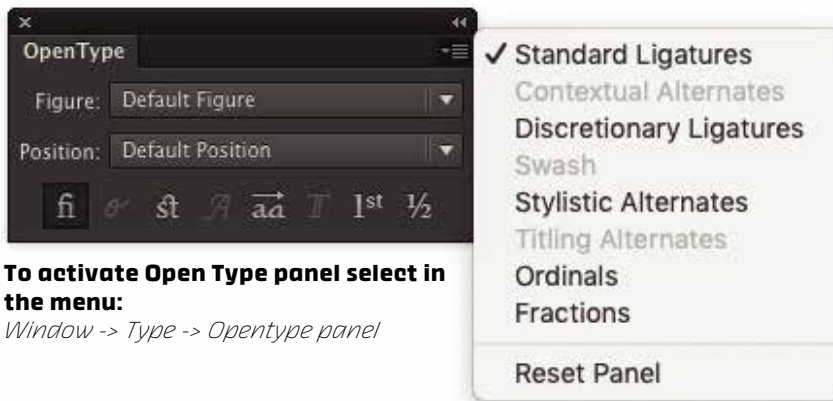 OpenType
Figure: Default Figure
Position: Default Position
fi st A aa T 1st ½
To activate Open Type panel select in
the menu:
Window -> Type -> Opentype panel
✓ Standard Ligatures
Contextual Alternates
Discretionary Ligatures
Swash
Stylistic Alternates
Titling Alternates
Ordinals
Fractions
Reset Panel